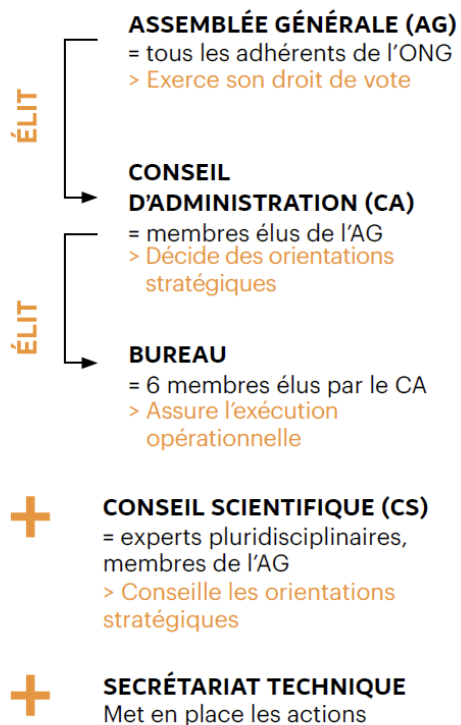 ASSEMBLÉE GÉNÉRALE (AG)
= tous les adhérents de l’ONG
> Exerce son droit de vote
ÉLIT
CONSEIL
D’ADMINISTRATION (CA)
= membres élus de l’AG
> Décide des orientations
stratégiques
ÉLIT
BUREAU
= 6 membres élus par le CA
> Assure l’exécution
opérationnelle
+
CONSEIL SCIENTIFIQUE (CS)
= experts pluridisciplinaires,
membres de l’AG
> Conseille les orientations
stratégiques
+
SECRÉTARIAT TECHNIQUE
Met en place les actions